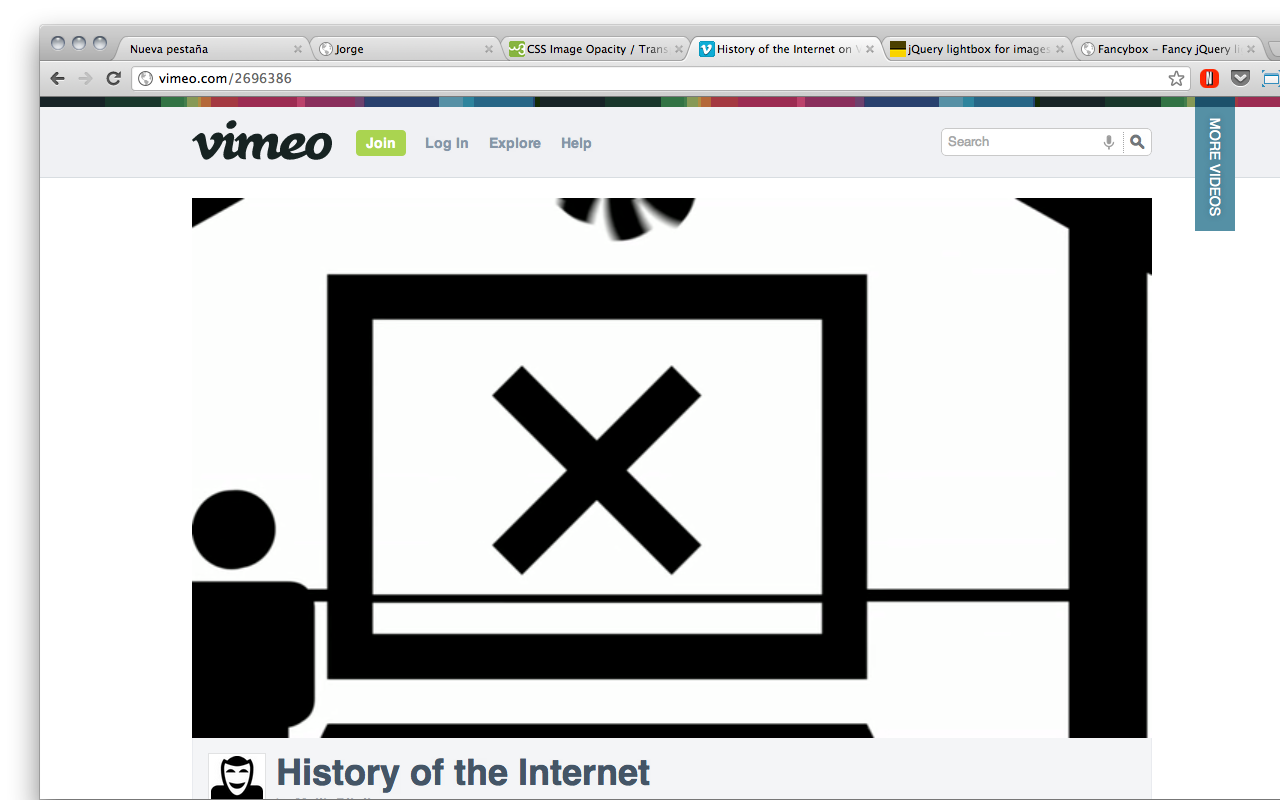 Nueva pestaña
Jorge
CSS Image Opacity / Trans
History of the Internet on V
jQuery lightbox for images
Fancybox – Fancy jQuery li
vimeo.com/2696386
vimeo
Join
Log In
Explore
Help
Search
MORE VIDEOS
History of the Internet